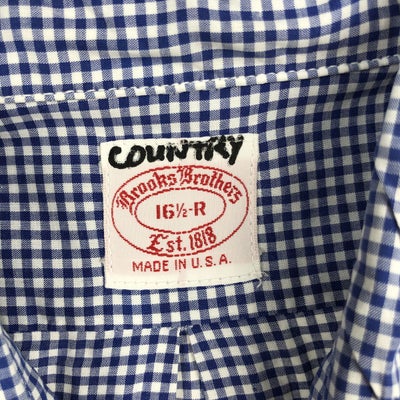 COUNTRY
Brooks Brothers
16½-R
Est. 1818
MADE IN U.S.A.